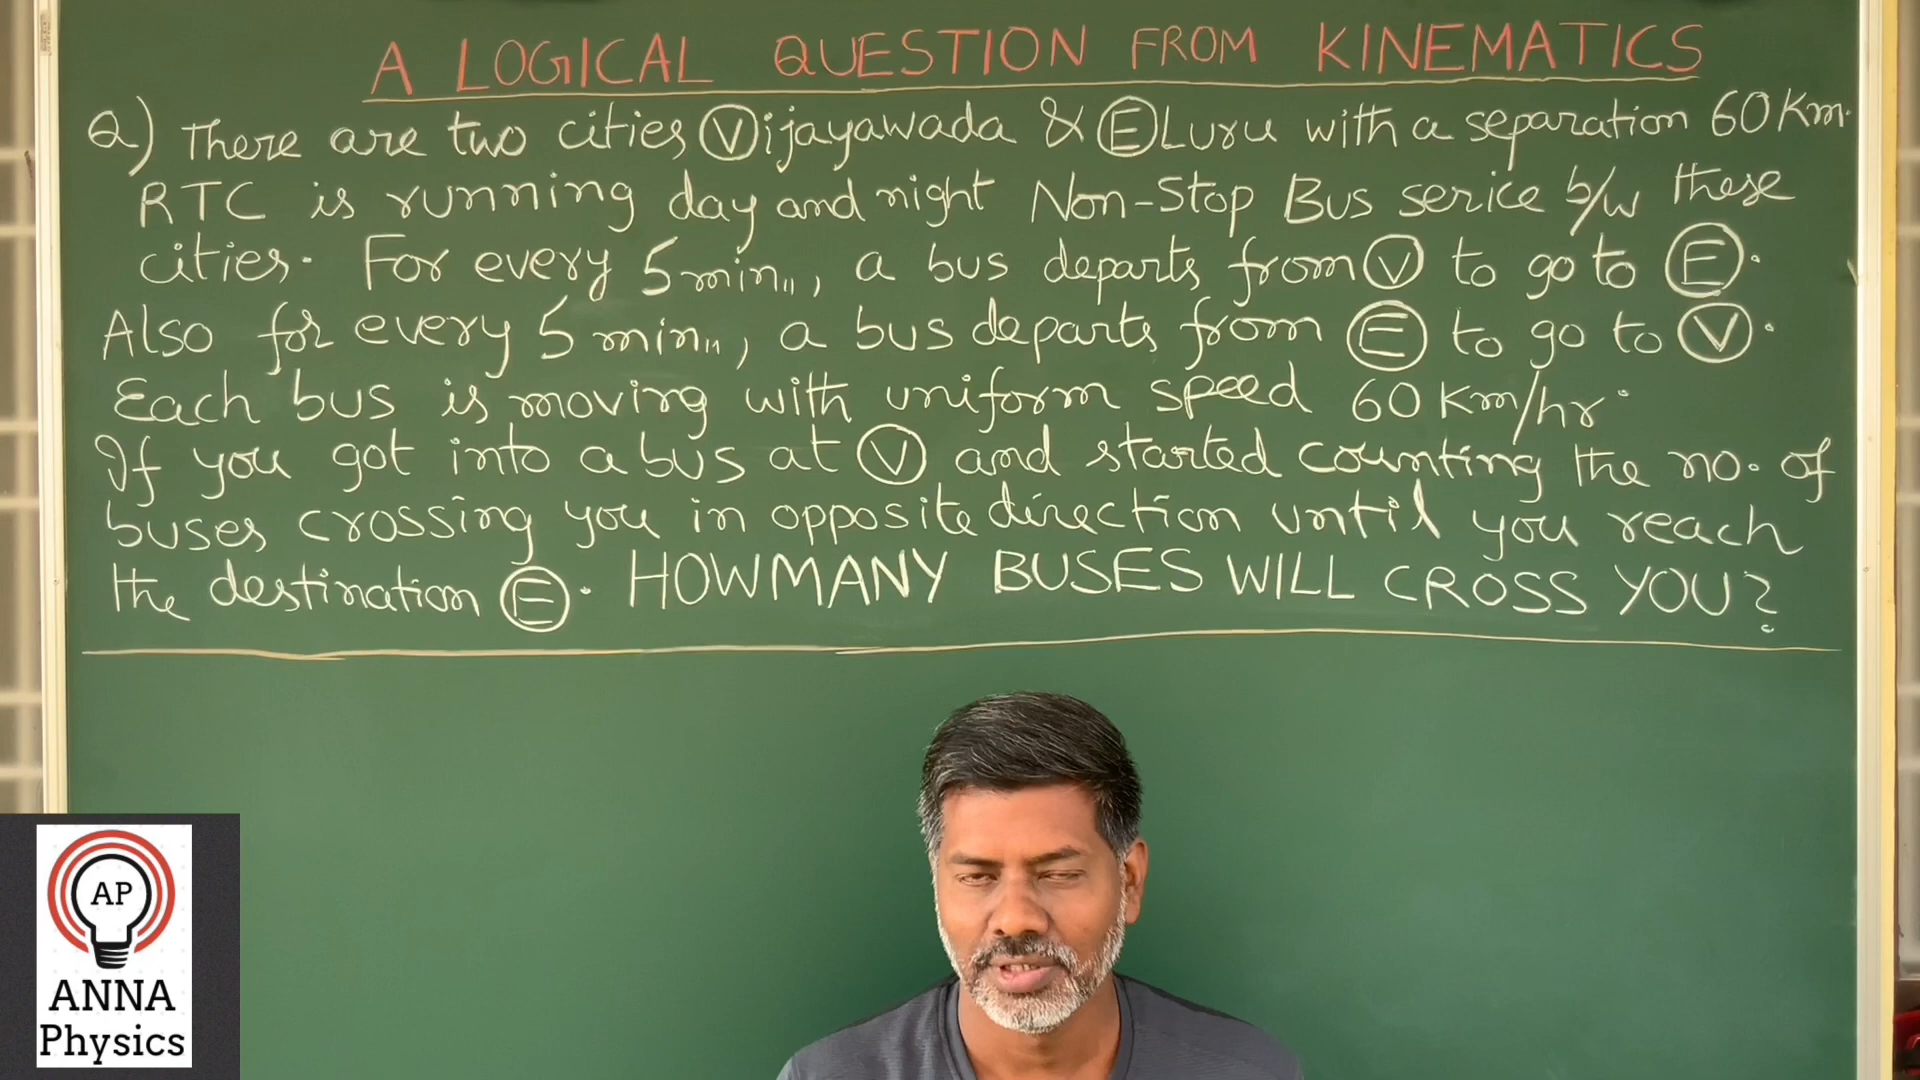 A LOGICAL QUESTION FROM KINEMATICS
Q) There are two cities Vijayawada & ELuru with a separation 60 Km.
RTC is running day and night Non-Stop Bus serice b/w these
cities. For every 5 min, a bus departs from V to go to E.
Also for every 5 min, a bus departs from E to go to V.
Each bus is moving with uniform speed 60 Km/hr.
If you got into a bus at V and started counting the no. of
buses crossing you in opposite direction until you reach
the destination E. HOWMANY BUSES WILL CROSS YOU?
AP
ANNA
Physics